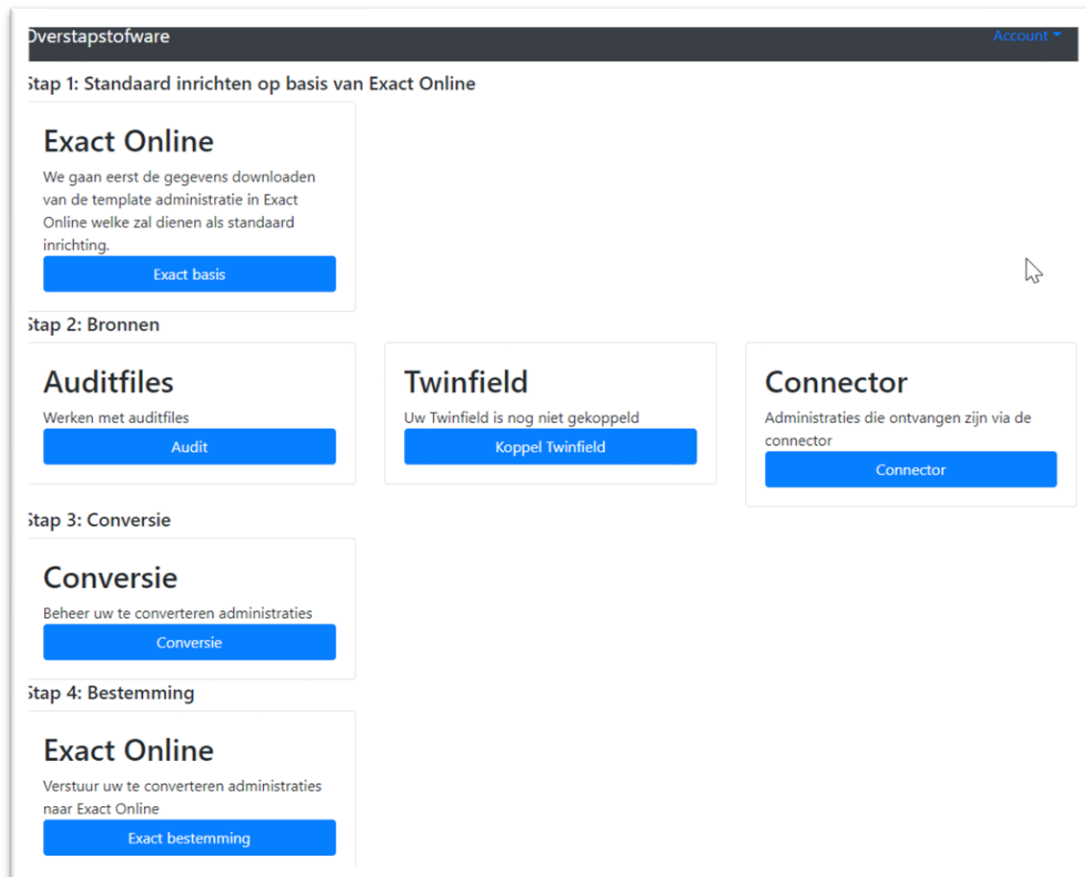 Overstapstofware
Account
Stap 1: Standaard inrichten op basis van Exact Online
Exact Online
We gaan eerst de gegevens downloaden
van de template administratie in Exact
Online welke zal dienen als standaard
inrichting.
Exact basis
Stap 2: Bronnen
Auditfiles
Werken met auditfiles
Audit
Twinfield
Uw Twinfield is nog niet gekoppeld
Koppel Twinfield
Connector
Administraties die ontvangen zijn via de
connector
Connector
Stap 3: Conversie
Conversie
Beheer uw te converteren administraties
Conversie
Stap 4: Bestemming
Exact Online
Verstuur uw te converteren administraties
naar Exact Online
Exact bestemming